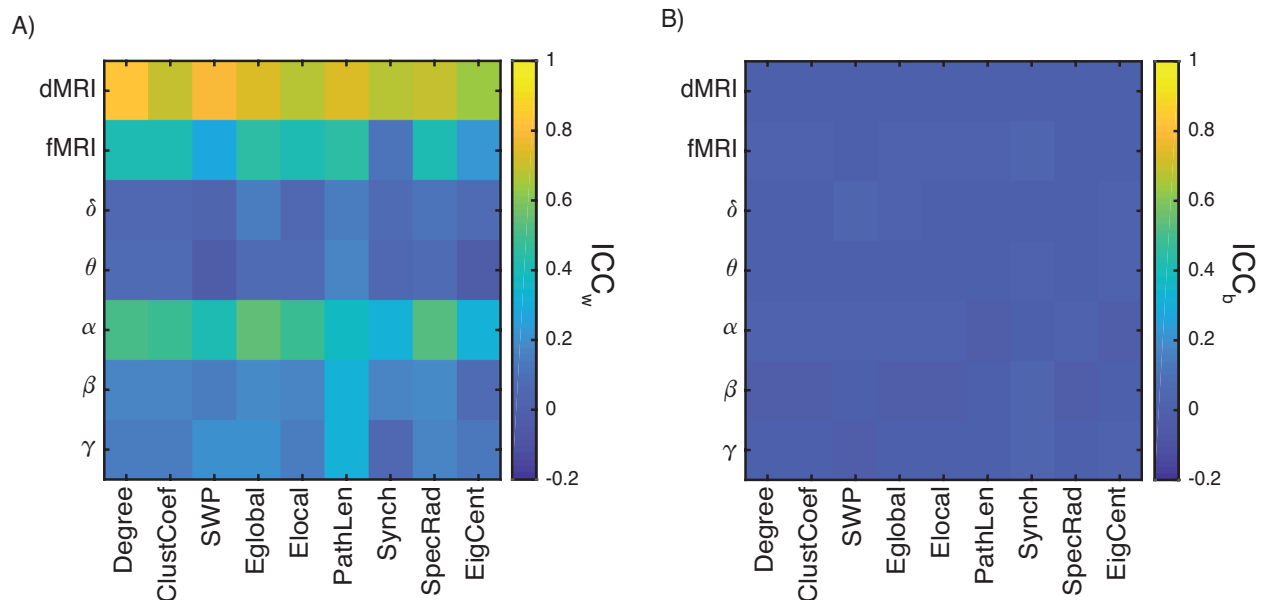 A)
dMRI
fMRI
δ
θ
α
β
γ
Degree
ClustCoef
SWP
Eglobal
Elocal
PathLen
Synch
SpecRad
EigCent
1
0.8
0.6
0.4
0.2
0
-0.2
ICCw
B)
dMRI
fMRI
δ
θ
α
β
γ
Degree
ClustCoef
SWP
Eglobal
Elocal
PathLen
Synch
SpecRad
EigCent
1
0.8
0.6
0.4
0.2
0
-0.2
ICCb